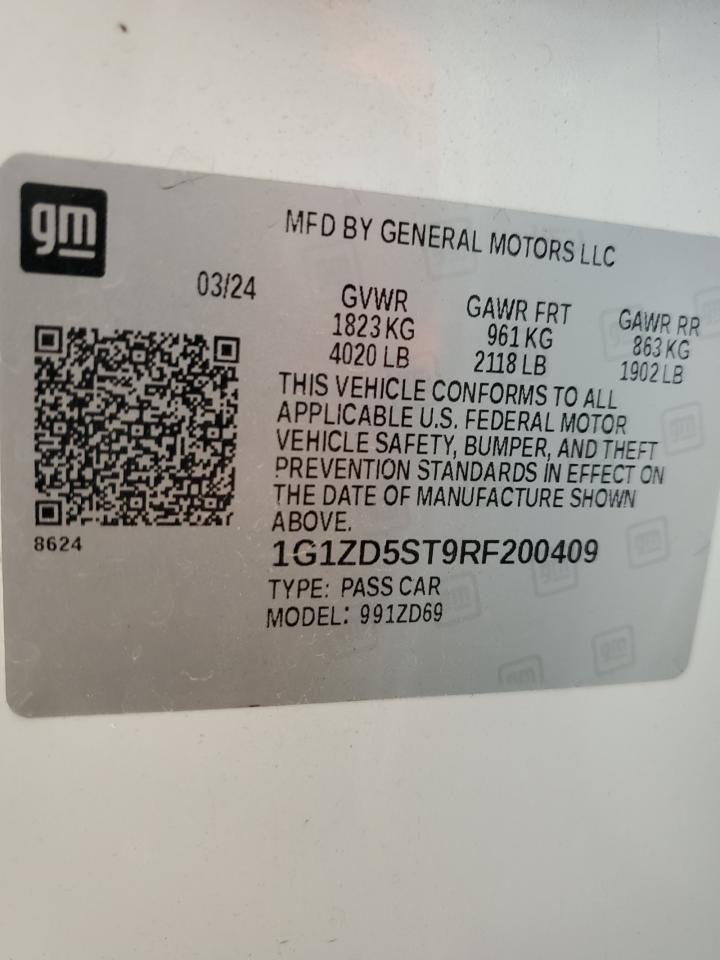 gm
MFD BY GENERAL MOTORS LLC
03/24
GVWR
1823 KG
4020 LB
GAWR FRT
961 KG
2118 LB
GAWR RR
863 KG
1902 LB
THIS VEHICLE CONFORMS TO ALL
APPLICABLE U.S. FEDERAL MOTOR
VEHICLE SAFETY, BUMPER, AND THEFT
PREVENTION STANDARDS IN EFFECT ON
THE DATE OF MANUFACTURE SHOWN
ABOVE.
8624
1G1ZD5ST9RF200409
TYPE: PASS CAR
MODEL: 991ZD69